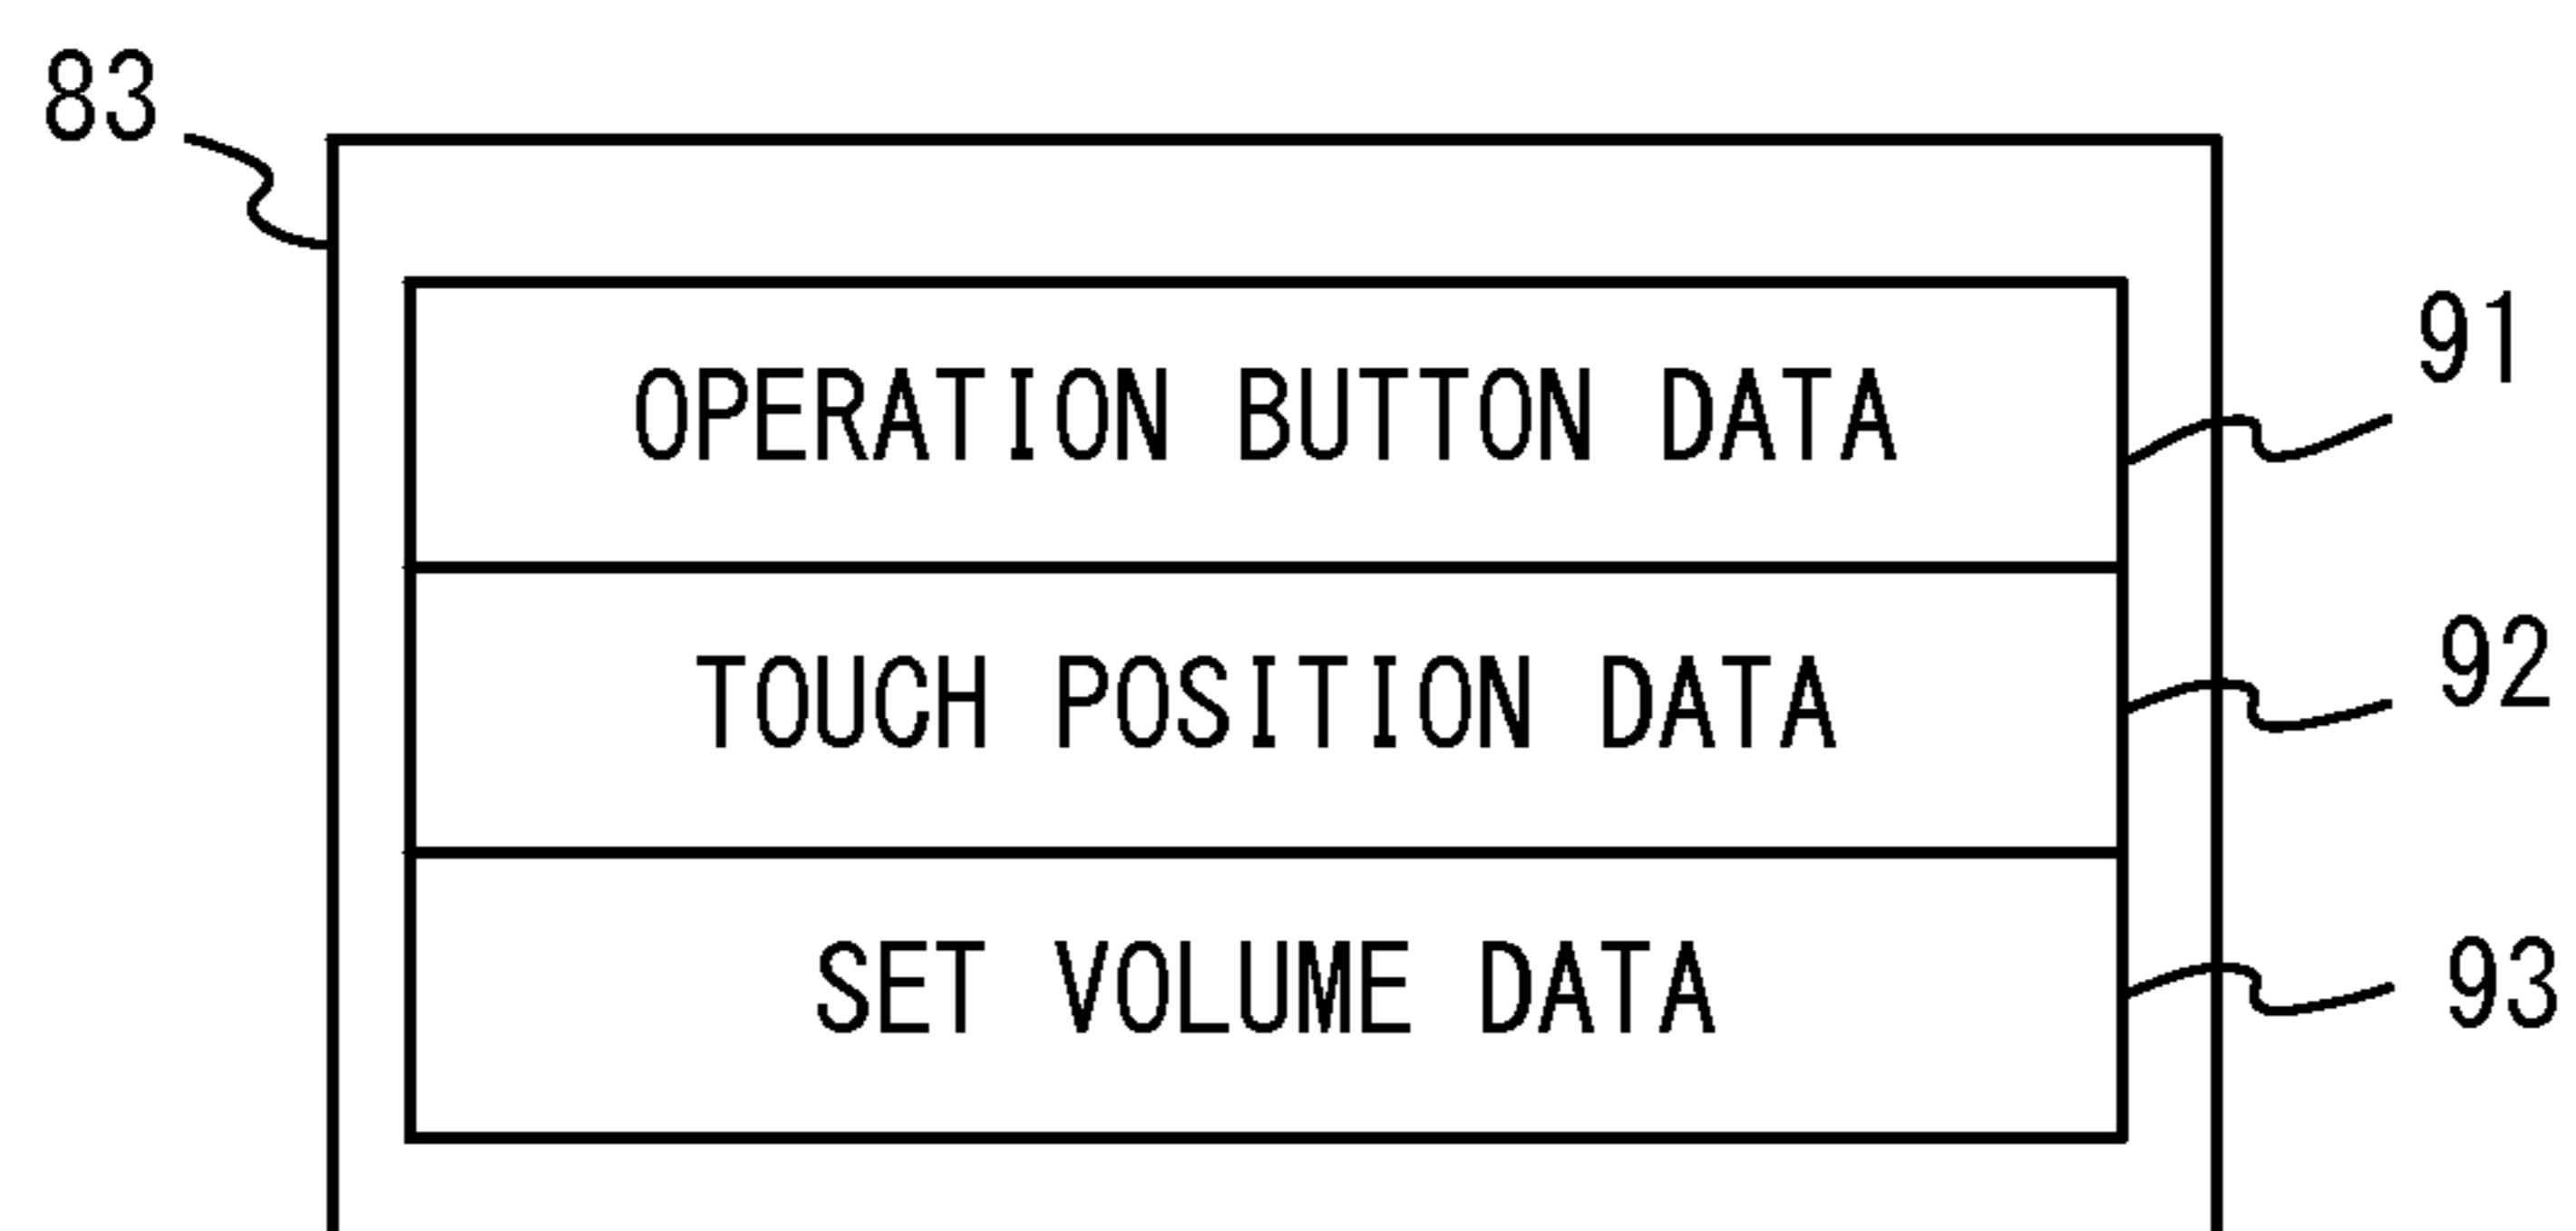 83
OPERATION BUTTON DATA
91
TOUCH POSITION DATA
92
SET VOLUME DATA
93